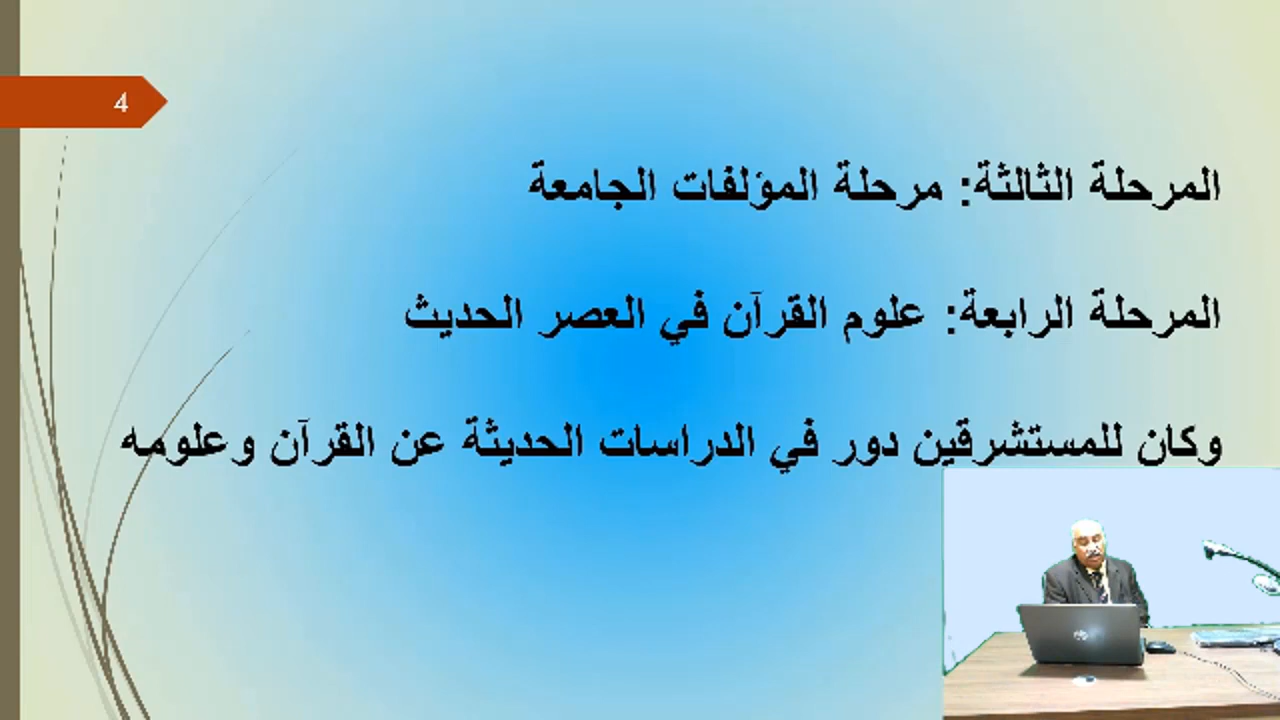 4
المرحلة الثالثة: مرحلة المؤلفات الجامعة
المرحلة الرابعة: علوم القرآن في العصر الحديث
وكان للمستشرقين دور في الدراسات الحديثة عن القرآن وعلومه